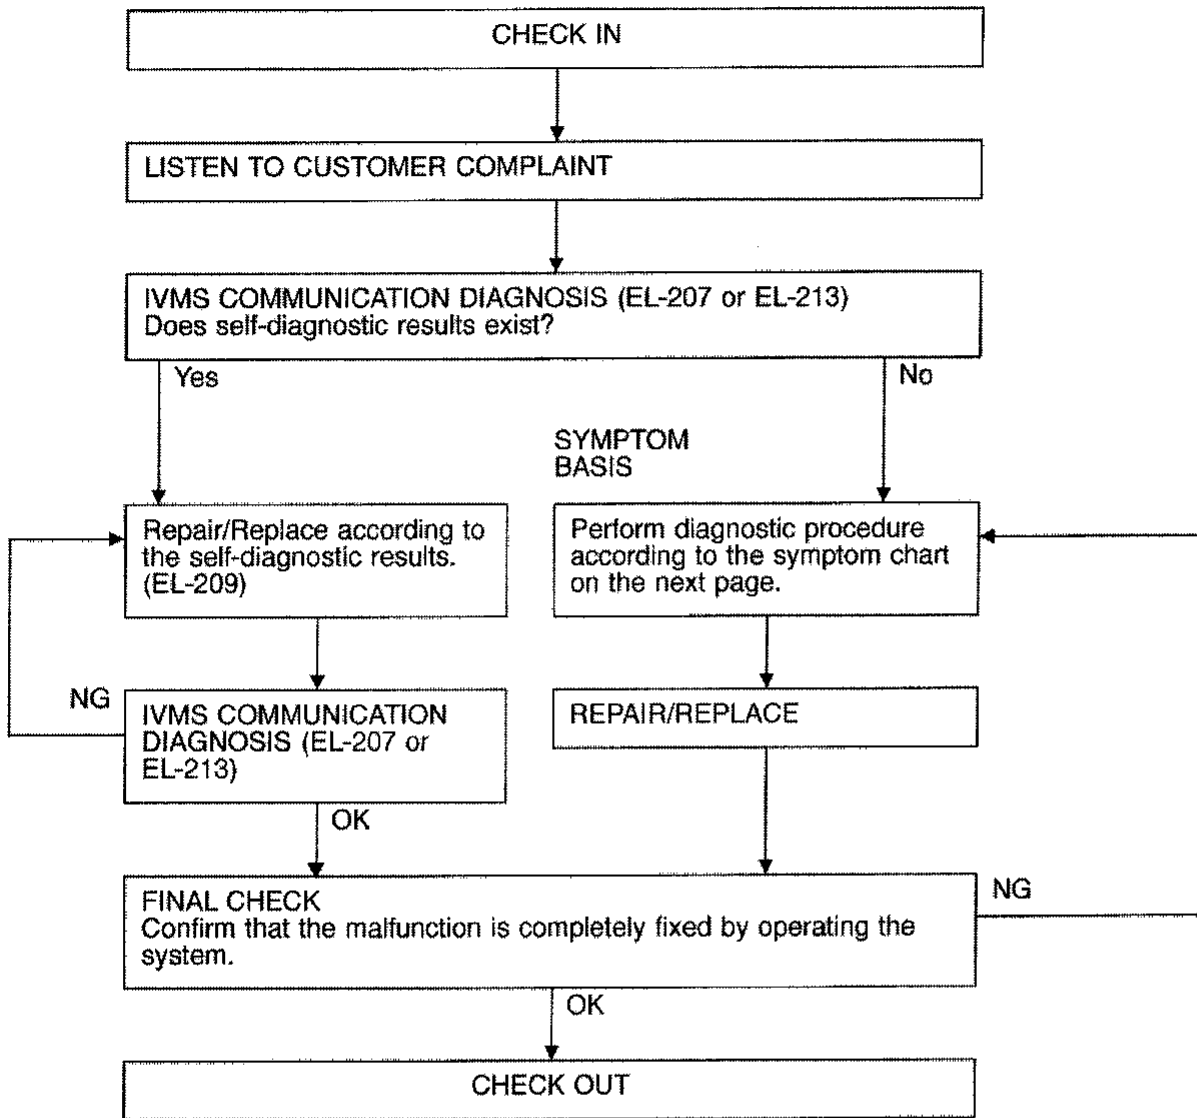 CHECK IN
LISTEN TO CUSTOMER COMPLAINT
IVMS COMMUNICATION DIAGNOSIS (EL-207 or EL-213)
Does self-diagnostic results exist?
Yes
No
SYMPTOM
BASIS
Repair/Replace according to
the self-diagnostic results.
(EL-209)
Perform diagnostic procedure
according to the symptom chart
on the next page.
NG
IVMS COMMUNICATION
DIAGNOSIS (EL-207 or
EL-213)
REPAIR/REPLACE
OK
FINAL CHECK
Confirm that the malfunction is completely fixed by operating the
system.
NG
OK
CHECK OUT